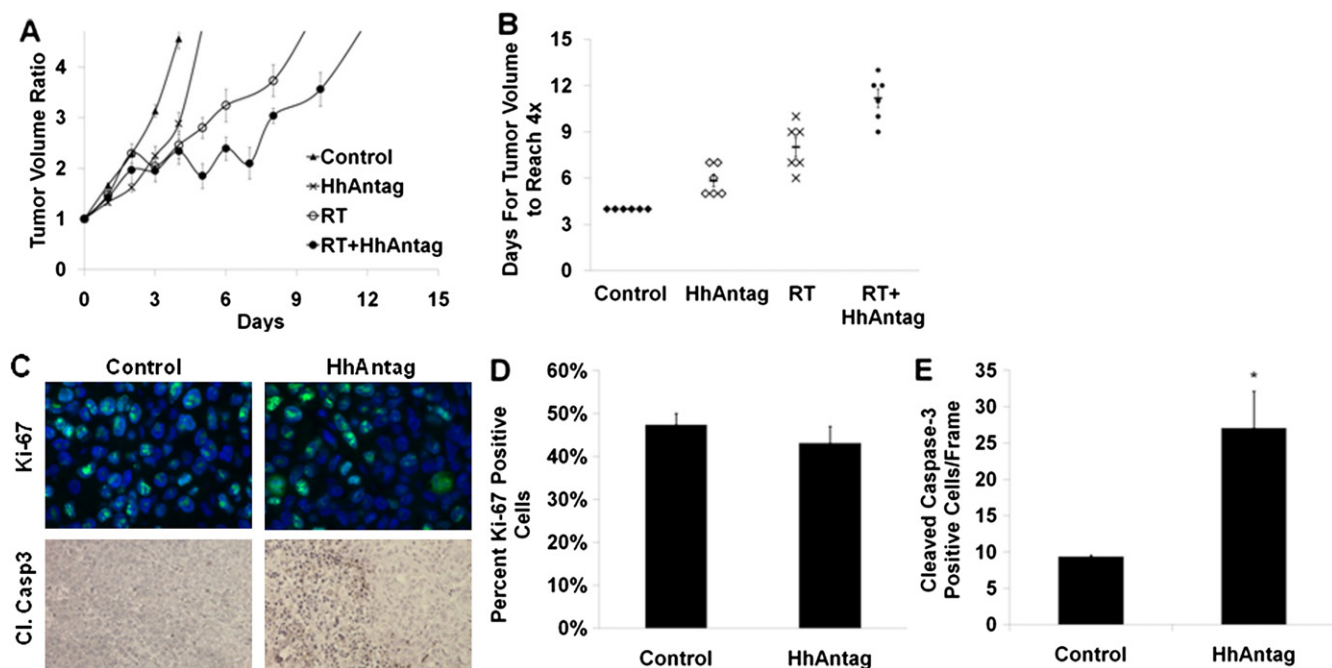 A
Tumor Volume Ratio
4
3
2
1
0
0
3
6
9
12
15
Days
Control
HhAntag
RT
RT+HhAntag
B
Days For Tumor Volume
to Reach 4x
15
12
9
6
3
0
Control
HhAntag
RT
RT+
HhAntag
C
Control
HhAntag
Ki-67
Cl. Casp3
D
Percent Ki-67 Positive
Cells
60%
50%
40%
30%
20%
10%
0%
Control
HhAntag
E
Cleaved Caspase-3
Positive Cells/Frame
35
30
25
20
15
10
5
0
*
Control
HhAntag